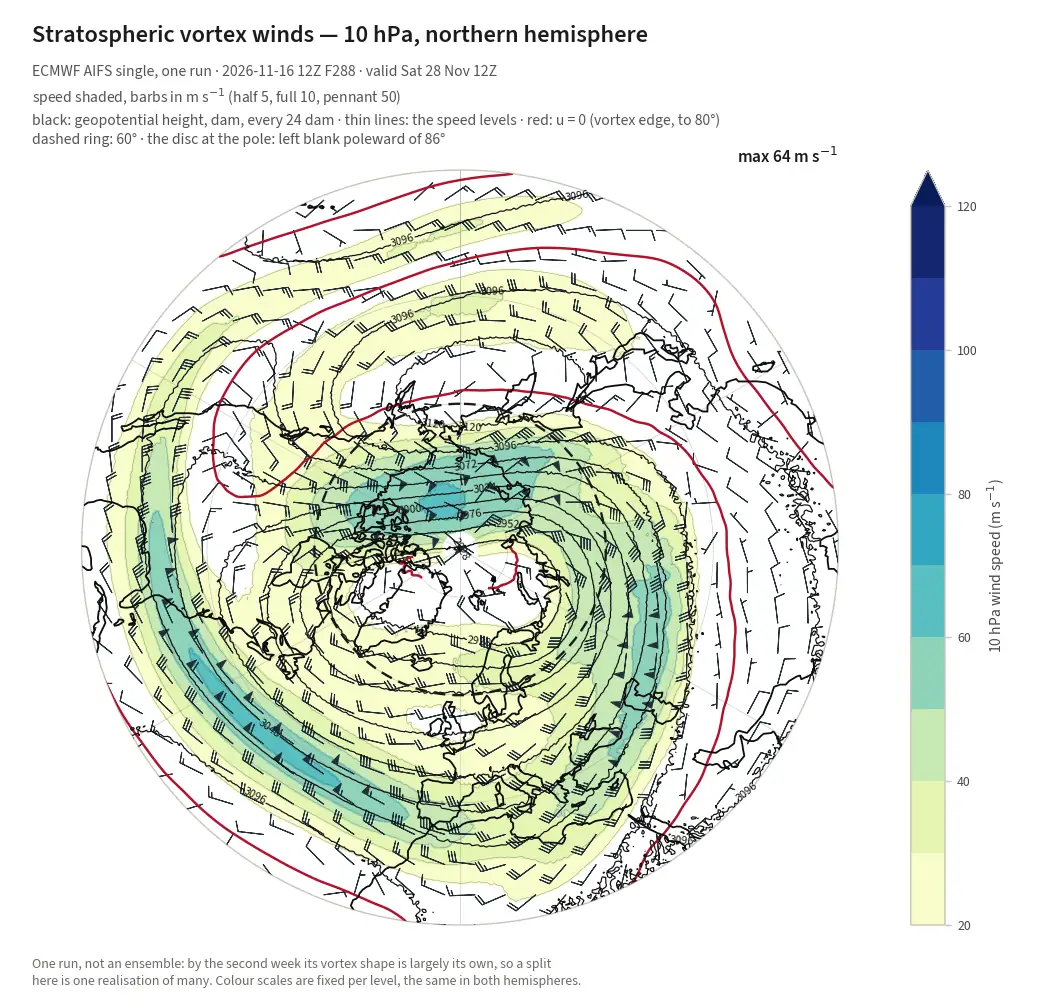 Stratospheric vortex winds — 10 hPa, northern hemisphere
ECMWF AIFS single, one run · 2026-11-16 12Z F288 · valid Sat 28 Nov 12Z
speed shaded, barbs in m s⁻¹ (half 5, full 10, pennant 50)
black: geopotential height, dam, every 24 dam · thin lines: the speed levels · red: u = 0 (vortex edge, to 80°)
dashed ring: 60° · the disc at the pole: left blank poleward of 86°
max 64 m s⁻¹
3096
3096
3096
3096
3120
3096
3072
2952
3096
3096
120
100
80
60
40
20
10 hPa wind speed (m s⁻¹)
One run, not an ensemble: by the second week its vortex shape is largely its own, so a split
here is one realisation of many. Colour scales are fixed per level, the same in both hemispheres.